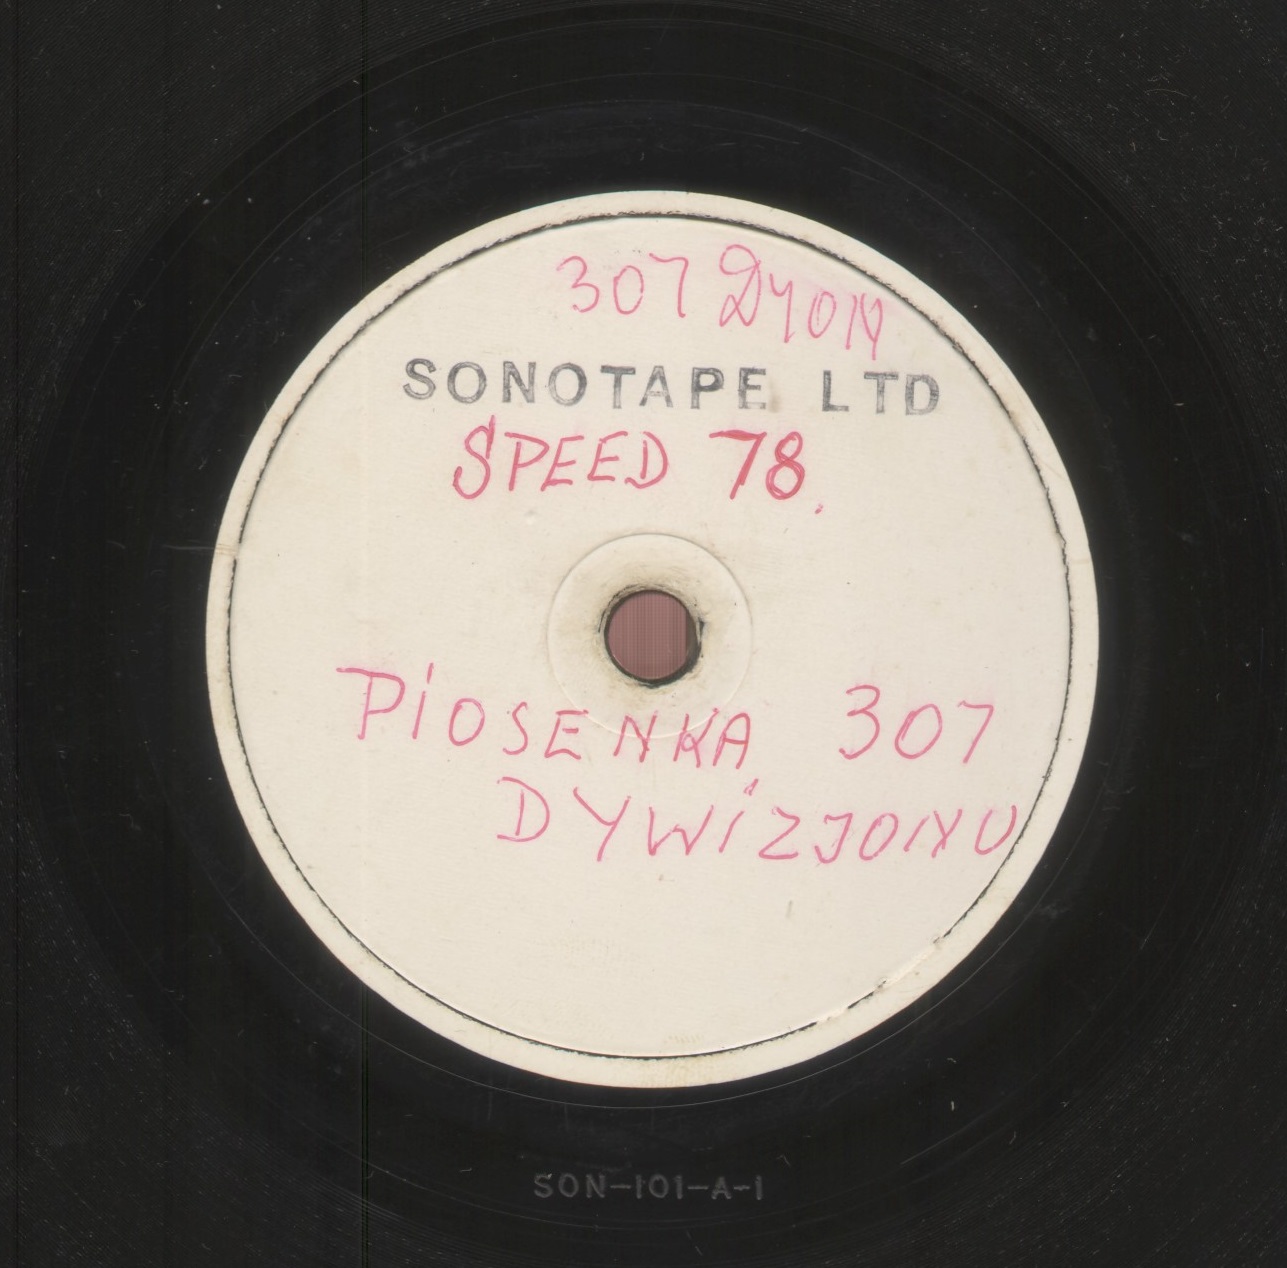 307 DYON
SONOTAPE LTD
SPEED 78.
PIOSENKA 307
DYWIZJONU
SON-101-A-1